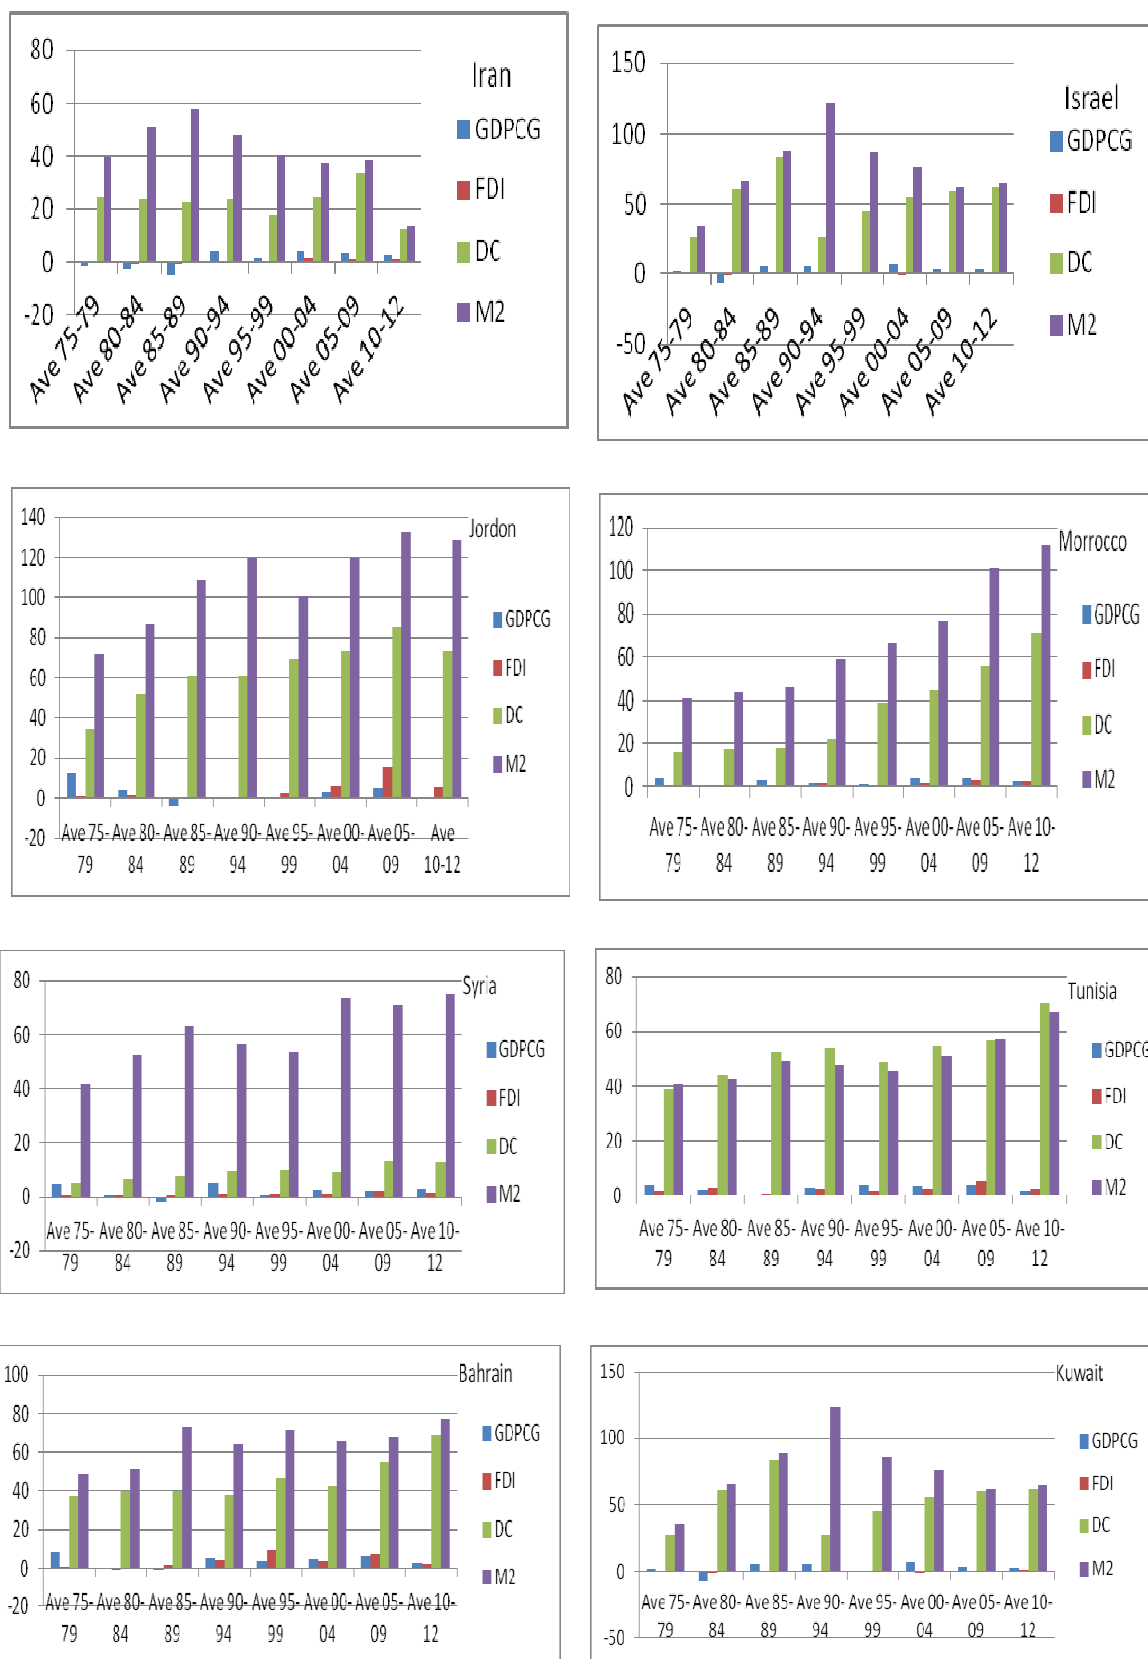 80
60
40
20
0
-20
Iran
GDPCG
FDI
DC
M2
Ave 75-79
Ave 80-84
Ave 85-89
Ave 90-94
Ave 95-99
Ave 00-04
Ave 05-09
Ave 10-12
150
100
50
0
-50
Israel
GDPCG
FDI
DC
M2
Ave 75-79
Ave 80-84
Ave 85-89
Ave 90-94
Ave 95-99
Ave 00-04
Ave 05-09
Ave 10-12
140
120
100
80
60
40
20
0
-20
Jordon
GDPCG
FDI
DC
M2
Ave 75- Ave 80- Ave 85- Ave 90- Ave 95- Ave 00- Ave 05- Ave
79 84 89 94 99 04 09 10-12
120
100
80
60
40
20
0
Morrocco
GDPCG
FDI
DC
M2
Ave 75- Ave 80- Ave 85- Ave 90- Ave 95- Ave 00- Ave 05- Ave 10-
79 84 89 94 99 04 09 12
80
60
40
20
0
-20
Syria
GDPCG
FDI
DC
M2
Ave 75- Ave 80- Ave 85- Ave 90- Ave 95- Ave 00- Ave 05- Ave 10-
79 84 89 94 99 04 09 12
80
60
40
20
0
Tunisia
GDPCG
FDI
DC
M2
Ave 75- Ave 80- Ave 85- Ave 90- Ave 95- Ave 00- Ave 05- Ave 10-
79 84 89 94 99 04 09 12
100
80
60
40
20
0
-20
Bahrain
GDPCG
FDI
DC
M2
Ave 75- Ave 80- Ave 85- Ave 90- Ave 95- Ave 00- Ave 05- Ave 10-
79 84 89 94 99 04 09 12
150
100
50
0
-50
Kuwait
GDPCG
FDI
DC
M2
Ave 75- Ave 80- Ave 85- Ave 90- Ave 95- Ave 00- Ave 05- Ave 10-
79 84 89 94 99 04 09 12